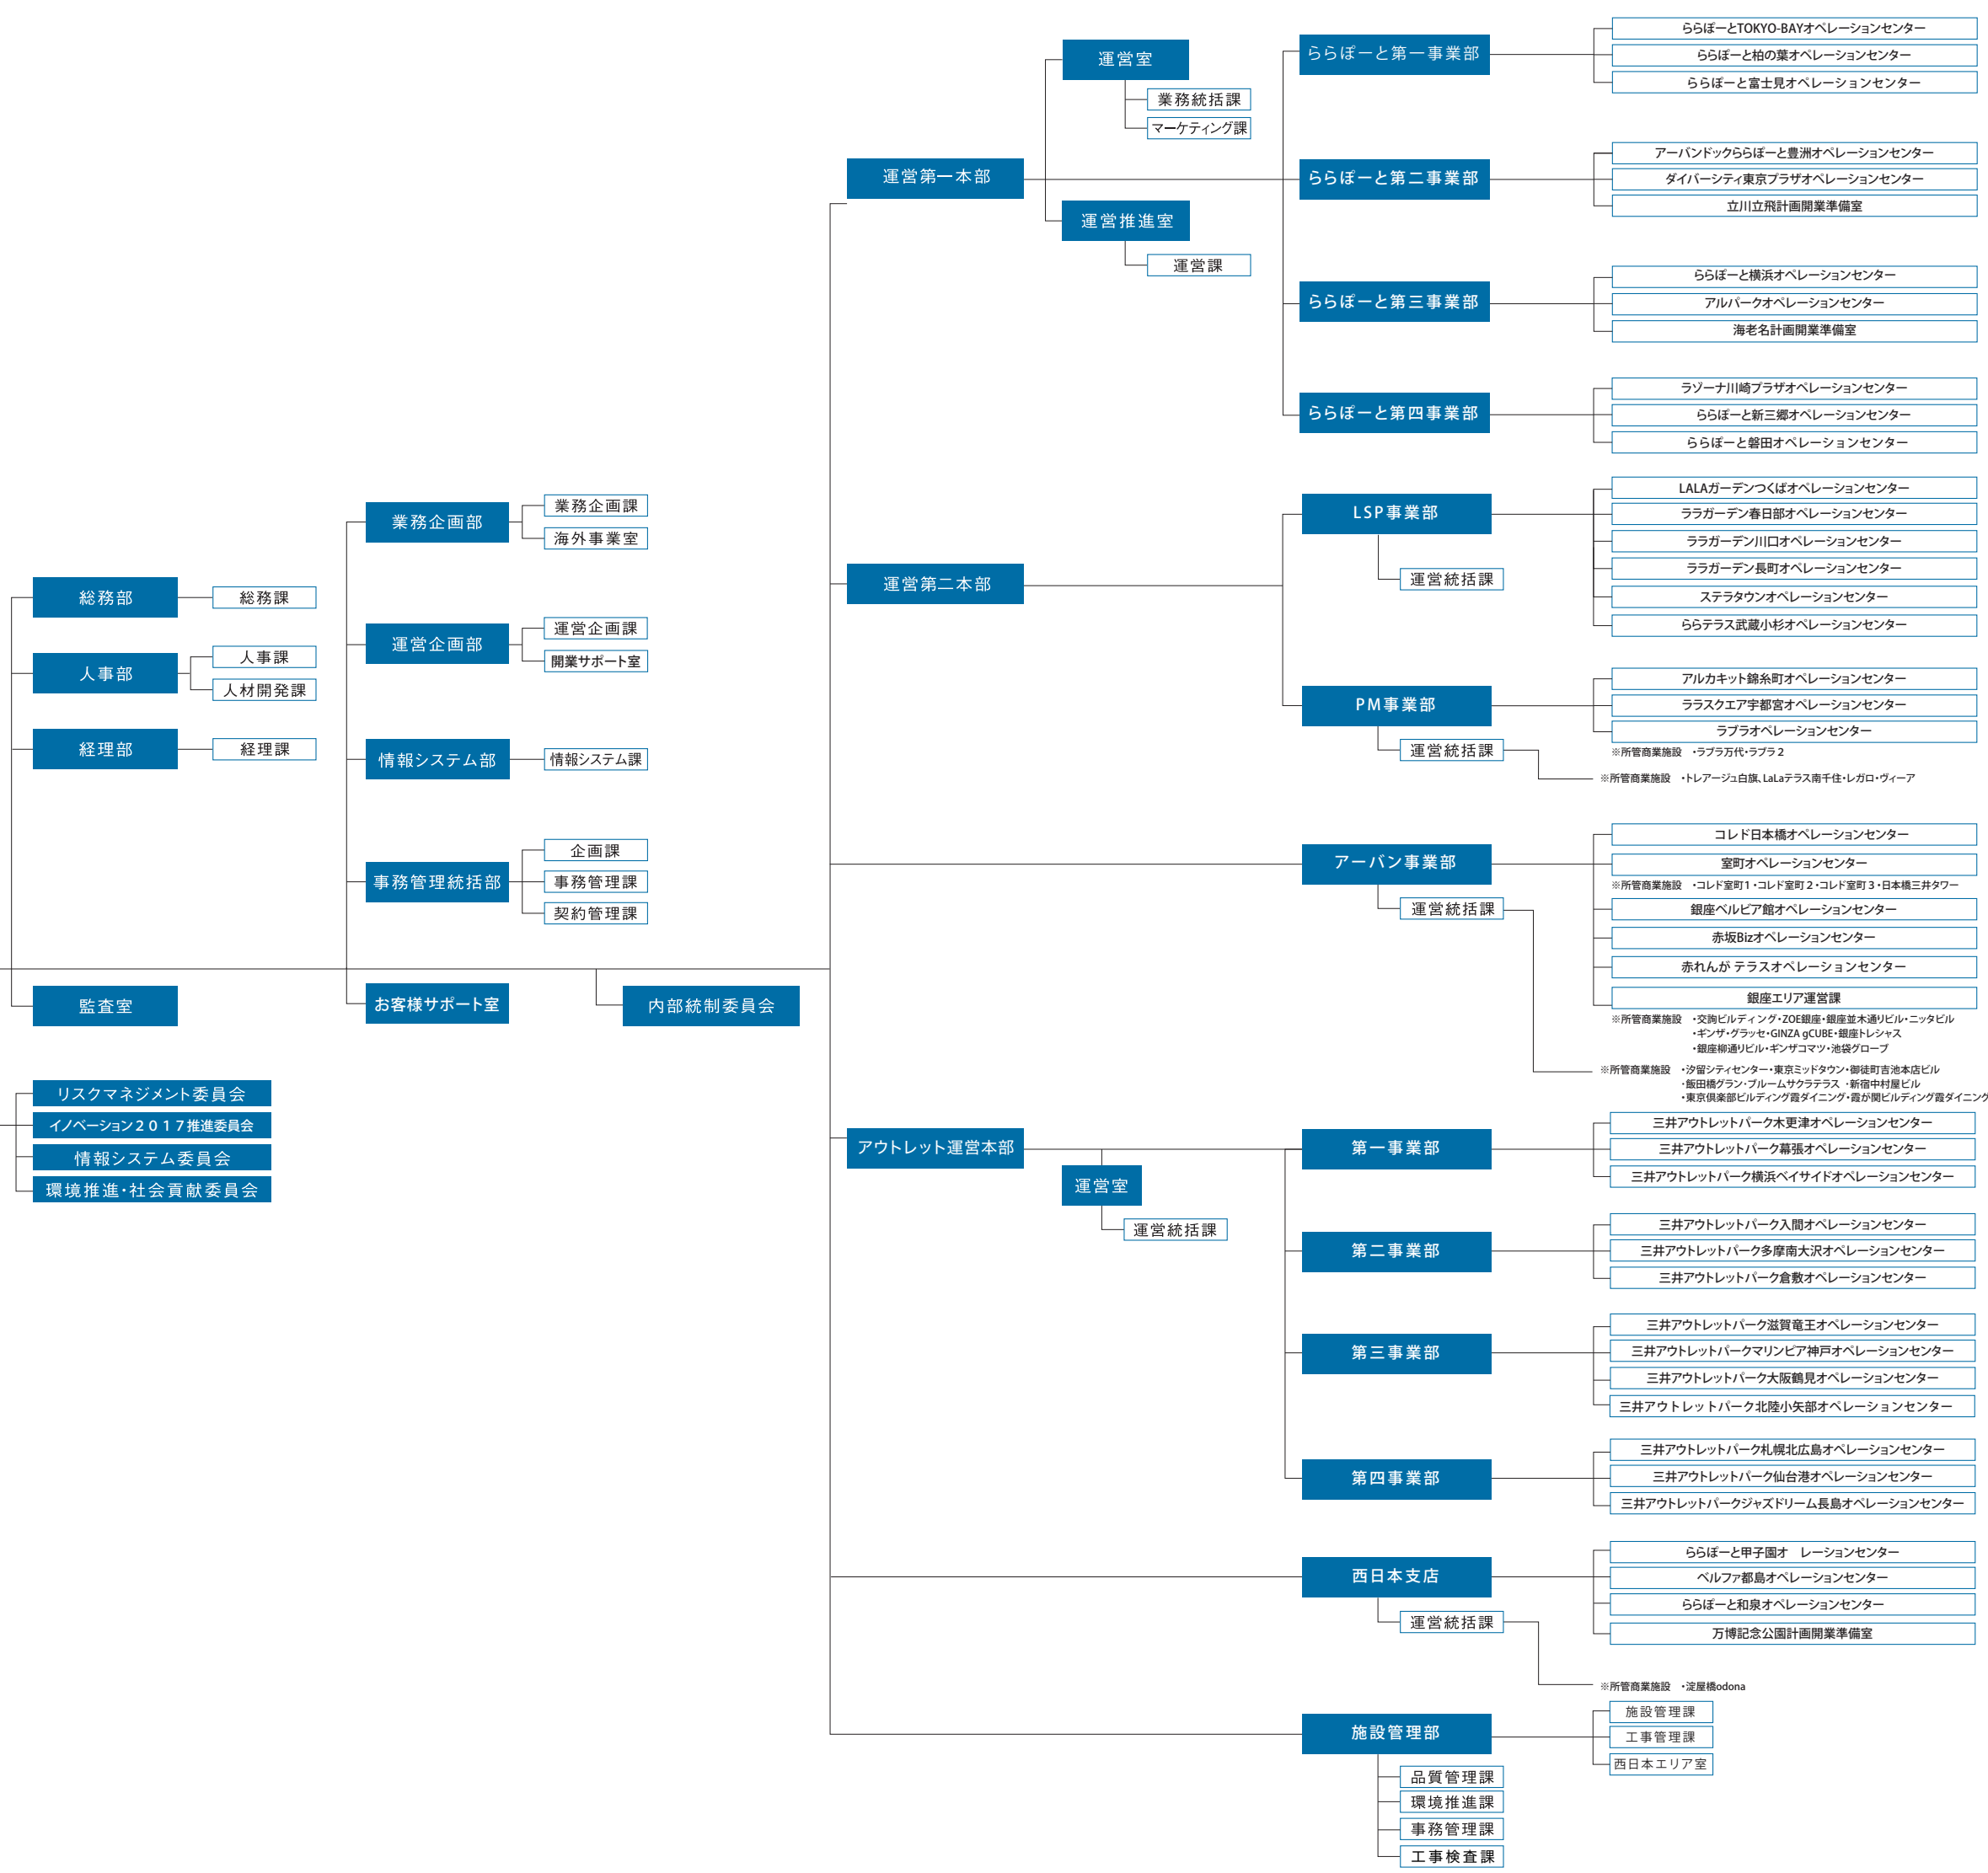 総務部
総務課
人事部
人事課
人材開発課
経理部
経理課
監査室
リスクマネジメント委員会
イノベーション２０１７推進委員会
情報システム委員会
環境推進・社会貢献委員会
業務企画部
業務企画課
海外事業室
運営企画部
運営企画課
開業サポート室
情報システム部
情報システム課
事務管理統括部
企画課
事務管理課
契約管理課
お客様サポート室
内部統制委員会
運営第一本部
運営室
業務統括課
マーケティング課
運営推進室
運営課
ららぽーと第一事業部
ららぽーとTOKYO-BAYオペレーションセンター
ららぽーと柏の葉オペレーションセンター
ららぽーと富士見オペレーションセンター
ららぽーと第二事業部
アーバンドックららぽーと豊洲オペレーションセンター
ダイバーシティ東京プラザオペレーションセンター
立川立飛計画開業準備室
ららぽーと第三事業部
ららぽーと横浜オペレーションセンター
アルパークオペレーションセンター
海老名計画開業準備室
ららぽーと第四事業部
ラゾーナ川崎プラザオペレーションセンター
ららぽーと新三郷オペレーションセンター
ららぽーと磐田オペレーションセンター
運営第二本部
LSP事業部
運営統括課
LALAガーデンつくばオペレーションセンター
ララガーデン春日部オペレーションセンター
ララガーデン川口オペレーションセンター
ララガーデン長町オペレーションセンター
ステラタウンオペレーションセンター
ららテラス武蔵小杉オペレーションセンター
PM事業部
運営統括課
アルカキット錦糸町オペレーションセンター
ララスクエア宇都宮オペレーションセンター
ラブラオペレーションセンター
※所管商業施設　・ラブラ万代・ラブラ２
※所管商業施設　・トレアージュ白旗、LaLaテラス南千住・レガロ・ヴィーア
アーバン事業部
運営統括課
コレド日本橋オペレーションセンター
室町オペレーションセンター
※所管商業施設　・コレド室町１・コレド室町２・コレド室町３・日本橋三井タワー
銀座ベルビア館オペレーションセンター
赤坂Bizオペレーションセンター
赤れんが テラスオペレーションセンター
銀座エリア運営課
※所管商業施設　・交詢ビルディング・ZOE銀座・銀座並木通りビル・ニッタビル
・ギンザ・グラッセ・GINZA gCUBE・銀座トレシャス
・銀座柳通りビル・ギンザコマツ・池袋グローブ
※所管商業施設　・汐留シティセンター・東京ミッドタウン・御徒町吉池本店ビル
・飯田橋グラン・ブルームサクラテラス ・新宿中村屋ビル
・東京倶楽部ビルディング霞ダイニング・霞が関ビルディング霞ダイニング
アウトレット運営本部
運営室
運営統括課
第一事業部
三井アウトレットパーク木更津オペレーションセンター
三井アウトレットパーク幕張オペレーションセンター
三井アウトレットパーク横浜ベイサイドオペレーションセンター
第二事業部
三井アウトレットパーク入間オペレーションセンター
三井アウトレットパーク多摩南大沢オペレーションセンター
三井アウトレットパーク倉敷オペレーションセンター
第三事業部
三井アウトレットパーク滋賀竜王オペレーションセンター
三井アウトレットパークマリンピア神戸オペレーションセンター
三井アウトレットパーク大阪鶴見オペレーションセンター
三井アウトレットパーク北陸小矢部オペレーションセンター
第四事業部
三井アウトレットパーク札幌北広島オペレーションセンター
三井アウトレットパーク仙台港オペレーションセンター
三井アウトレットパークジャズドリーム長島オペレーションセンター
西日本支店
運営統括課
ららぽーと甲子園オ　レーションセンター
ベルファ都島オペレーションセンター
ららぽーと和泉オペレーションセンター
万博記念公園計画開業準備室
※所管商業施設　・淀屋橋odona
施設管理部
施設管理課
工事管理課
西日本エリア室
品質管理課
環境推進課
事務管理課
工事検査課